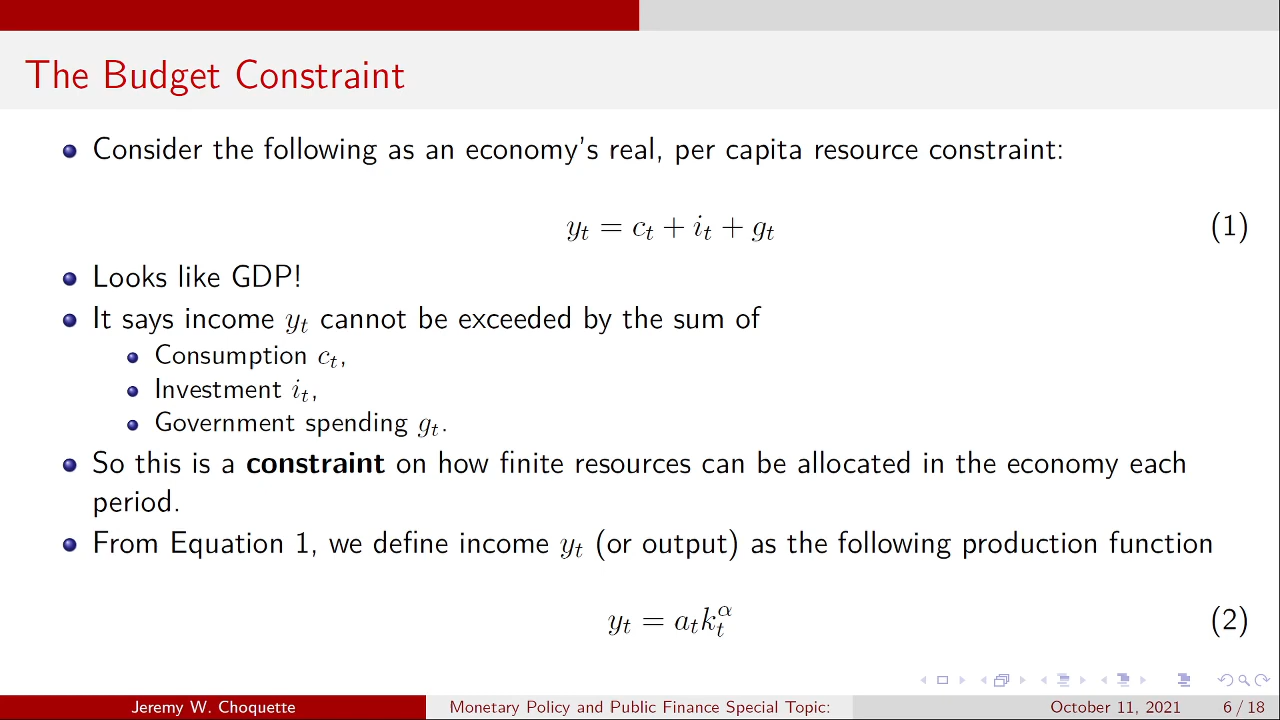 The Budget Constraint
Consider the following as an economy's real, per capita resource constraint:
y_t = c_t + i_t + g_t (1)
Looks like GDP!
It says income y_t cannot be exceeded by the sum of
Consumption c_t,
Investment i_t,
Government spending g_t.
So this is a constraint on how finite resources can be allocated in the economy each
period.
From Equation 1, we define income y_t (or output) as the following production function
y_t = a_t k_t^α (2)
Jeremy W. Choquette Monetary Policy and Public Finance Special Topic: October 11, 2021 6 / 18